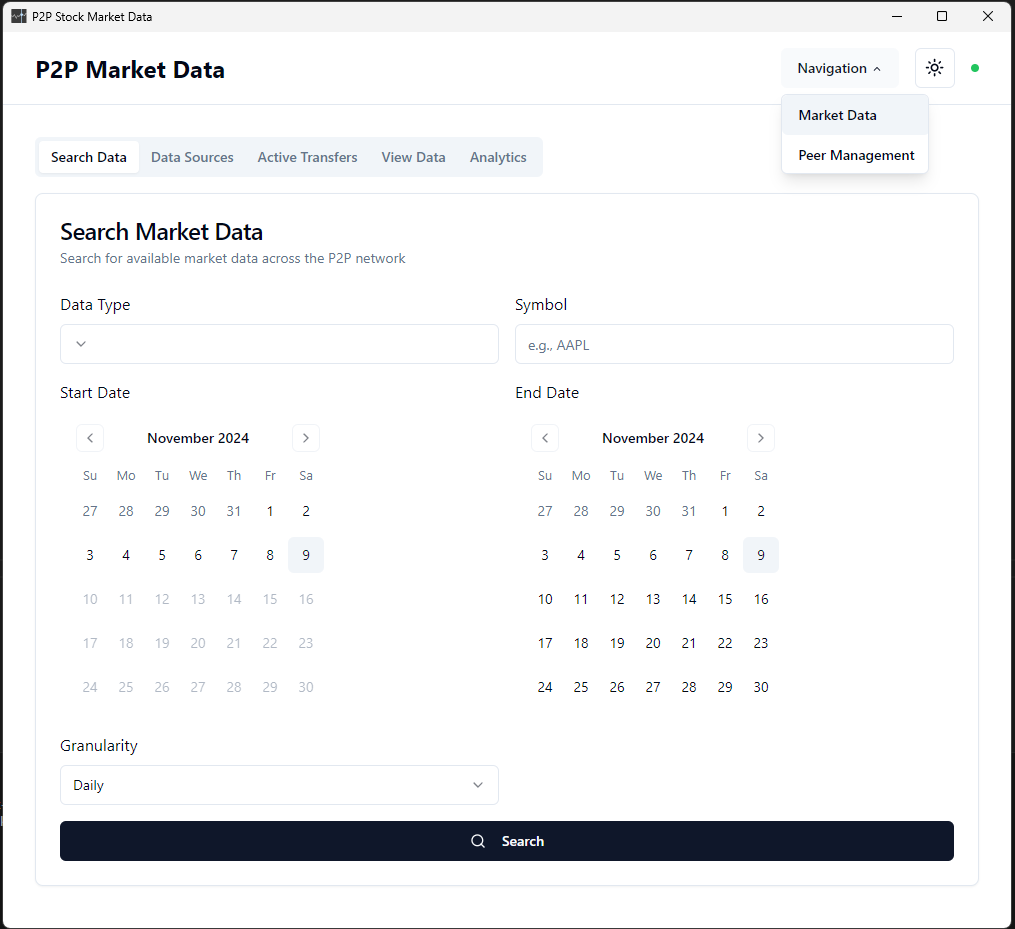 P2P Stock Market Data
P2P Market Data
Navigation
Market Data
Peer Management
Search Data Data Sources Active Transfers View Data Analytics
Search Market Data
Search for available market data across the P2P network
Data Type Symbol
e.g., AAPL
Start Date End Date
November 2024 November 2024
Su Mo Tu We Th Fr Sa Su Mo Tu We Th Fr Sa
27 28 29 30 31 1 2 27 28 29 30 31 1 2
3 4 5 6 7 8 9 3 4 5 6 7 8 9
10 11 12 13 14 15 16 10 11 12 13 14 15 16
17 18 19 20 21 22 23 17 18 19 20 21 22 23
24 25 26 27 28 29 30 24 25 26 27 28 29 30
Granularity
Daily
Search